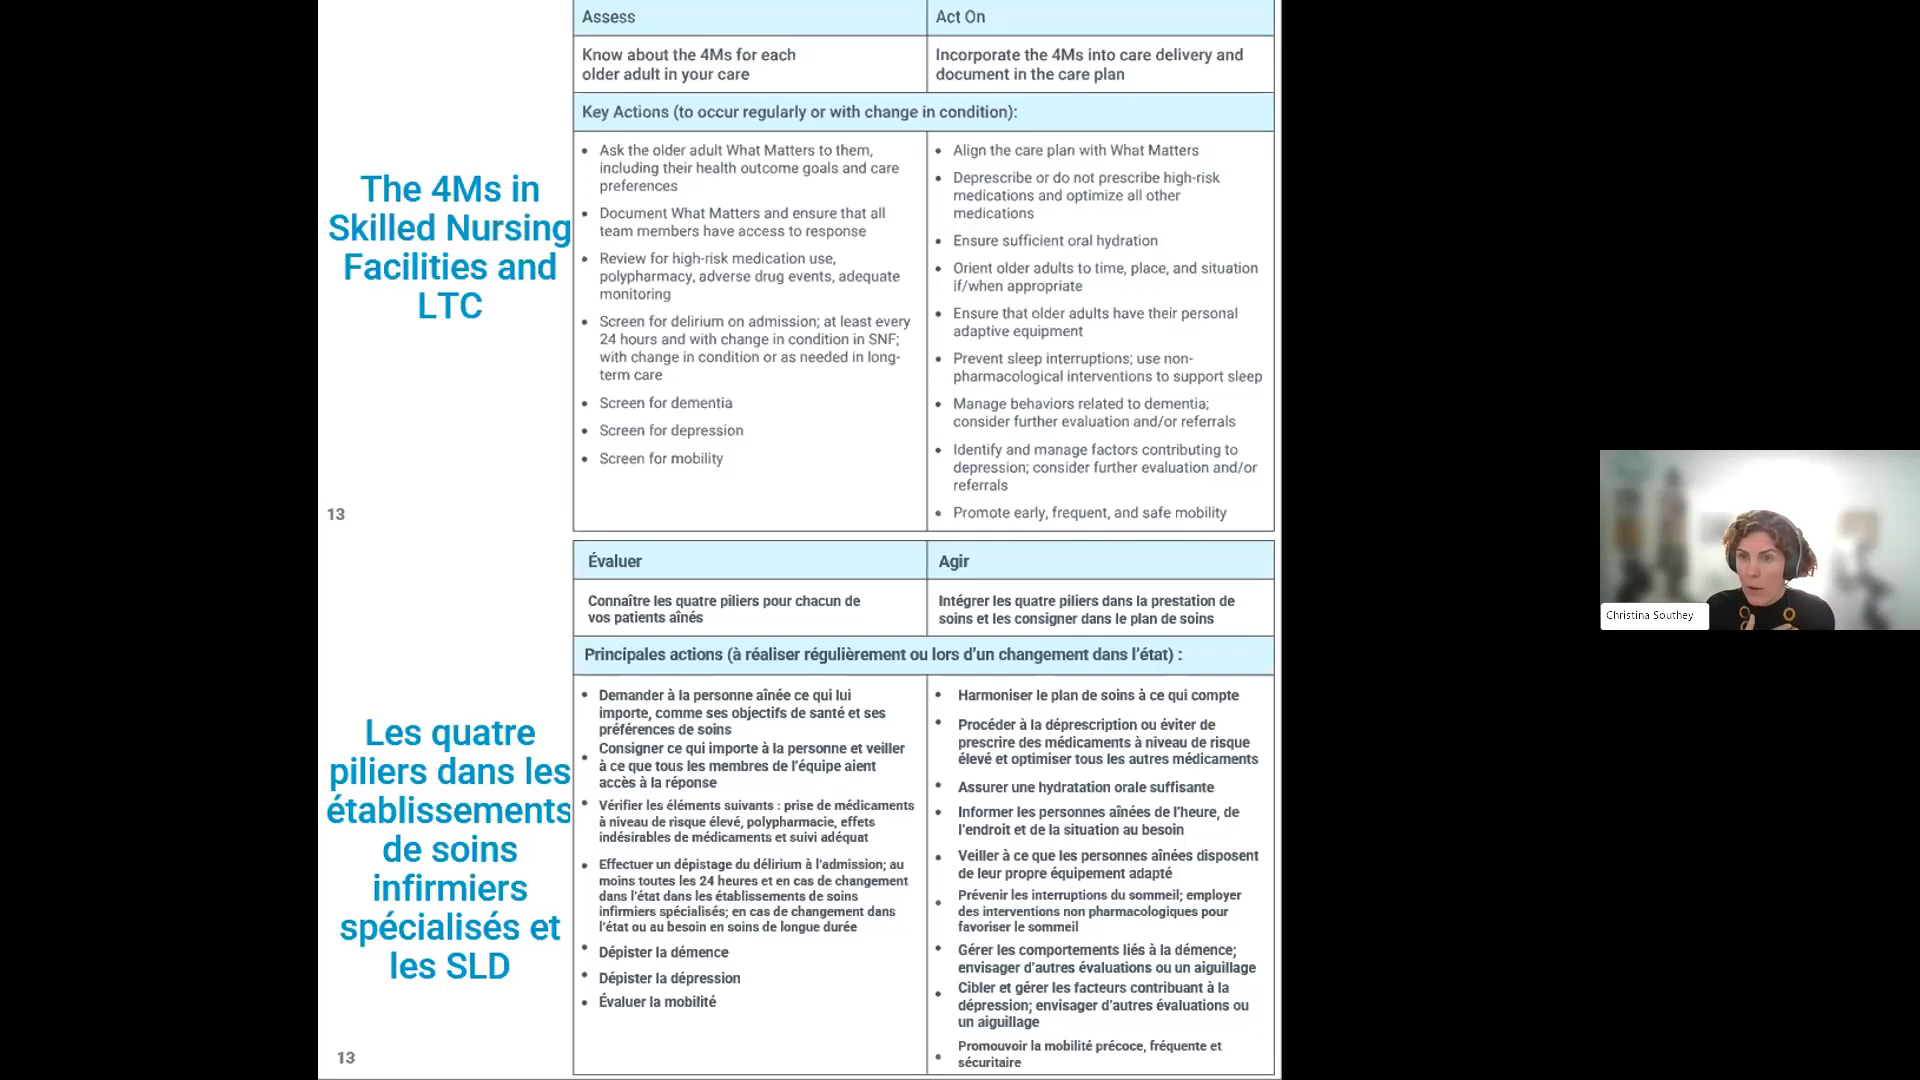 The 4Ms in
Skilled Nursing
Facilities and
LTC
13
Assess
Act On
Know about the 4Ms for each
older adult in your care
Incorporate the 4Ms into care delivery and
document in the care plan
Key Actions (to occur regularly or with change in condition):
• Ask the older adult What Matters to them,
including their health outcome goals and care
preferences
• Document What Matters and ensure that all
team members have access to response
• Review for high-risk medication use,
polypharmacy, adverse drug events, adequate
monitoring
• Screen for delirium on admission; at least every
24 hours and with change in condition in SNF;
with change in condition or as needed in long-
term care
• Screen for dementia
• Screen for depression
• Screen for mobility
• Align the care plan with What Matters
• Deprescribe or do not prescribe high-risk
medications and optimize all other
medications
• Ensure sufficient oral hydration
• Orient older adults to time, place, and situation
if/when appropriate
• Ensure that older adults have their personal
adaptive equipment
• Prevent sleep interruptions; use non-
pharmacological interventions to support sleep
• Manage behaviors related to dementia;
consider further evaluation and/or referrals
• Identify and manage factors contributing to
depression; consider further evaluation and/or
referrals
• Promote early, frequent, and safe mobility
Les quatre
piliers dans les
établissements
de soins
infirmiers
spécialisés et
les SLD
13
Évaluer
Agir
Connaître les quatre piliers pour chacun de
vos patients aînés
Intégrer les quatre piliers dans la prestation de
soins et les consigner dans le plan de soins
Principales actions (à réaliser régulièrement ou lors d'un changement dans l'état) :
• Demander à la personne aînée ce qui lui
importe, comme ses objectifs de santé et ses
préférences de soins
• Consigner ce qui importe à la personne et veiller
à ce que tous les membres de l'équipe aient
accès à la réponse
• Vérifier les éléments suivants : prise de médicaments
à niveau de risque élevé, polypharmacie, effets
indésirables de médicaments et suivi adéquat
• Effectuer un dépistage du délirium à l'admission; au
moins toutes les 24 heures et en cas de changement
dans l'état dans les établissements de soins
infirmiers spécialisés; en cas de changement dans
l'état ou au besoin en soins de longue durée
• Dépister la démence
• Dépister la dépression
• Évaluer la mobilité
• Harmoniser le plan de soins à ce qui compte
• Procéder à la déprescription ou éviter de
prescrire des médicaments à niveau de risque
élevé et optimiser tous les autres médicaments
• Assurer une hydratation orale suffisante
• Informer les personnes aînées de l'heure, de
l'endroit et de la situation au besoin
• Veiller à ce que les personnes aînées disposent
de leur propre équipement adapté
• Prévenir les interruptions du sommeil; employer
des interventions non pharmacologiques pour
favoriser le sommeil
• Gérer les comportements liés à la démence;
envisager d'autres évaluations ou un aiguillage
• Cibler et gérer les facteurs contribuant à la
dépression; envisager d'autres évaluations ou
un aiguillage
• Promouvoir la mobilité précoce, fréquente et
sécuritaire
Christina Southey